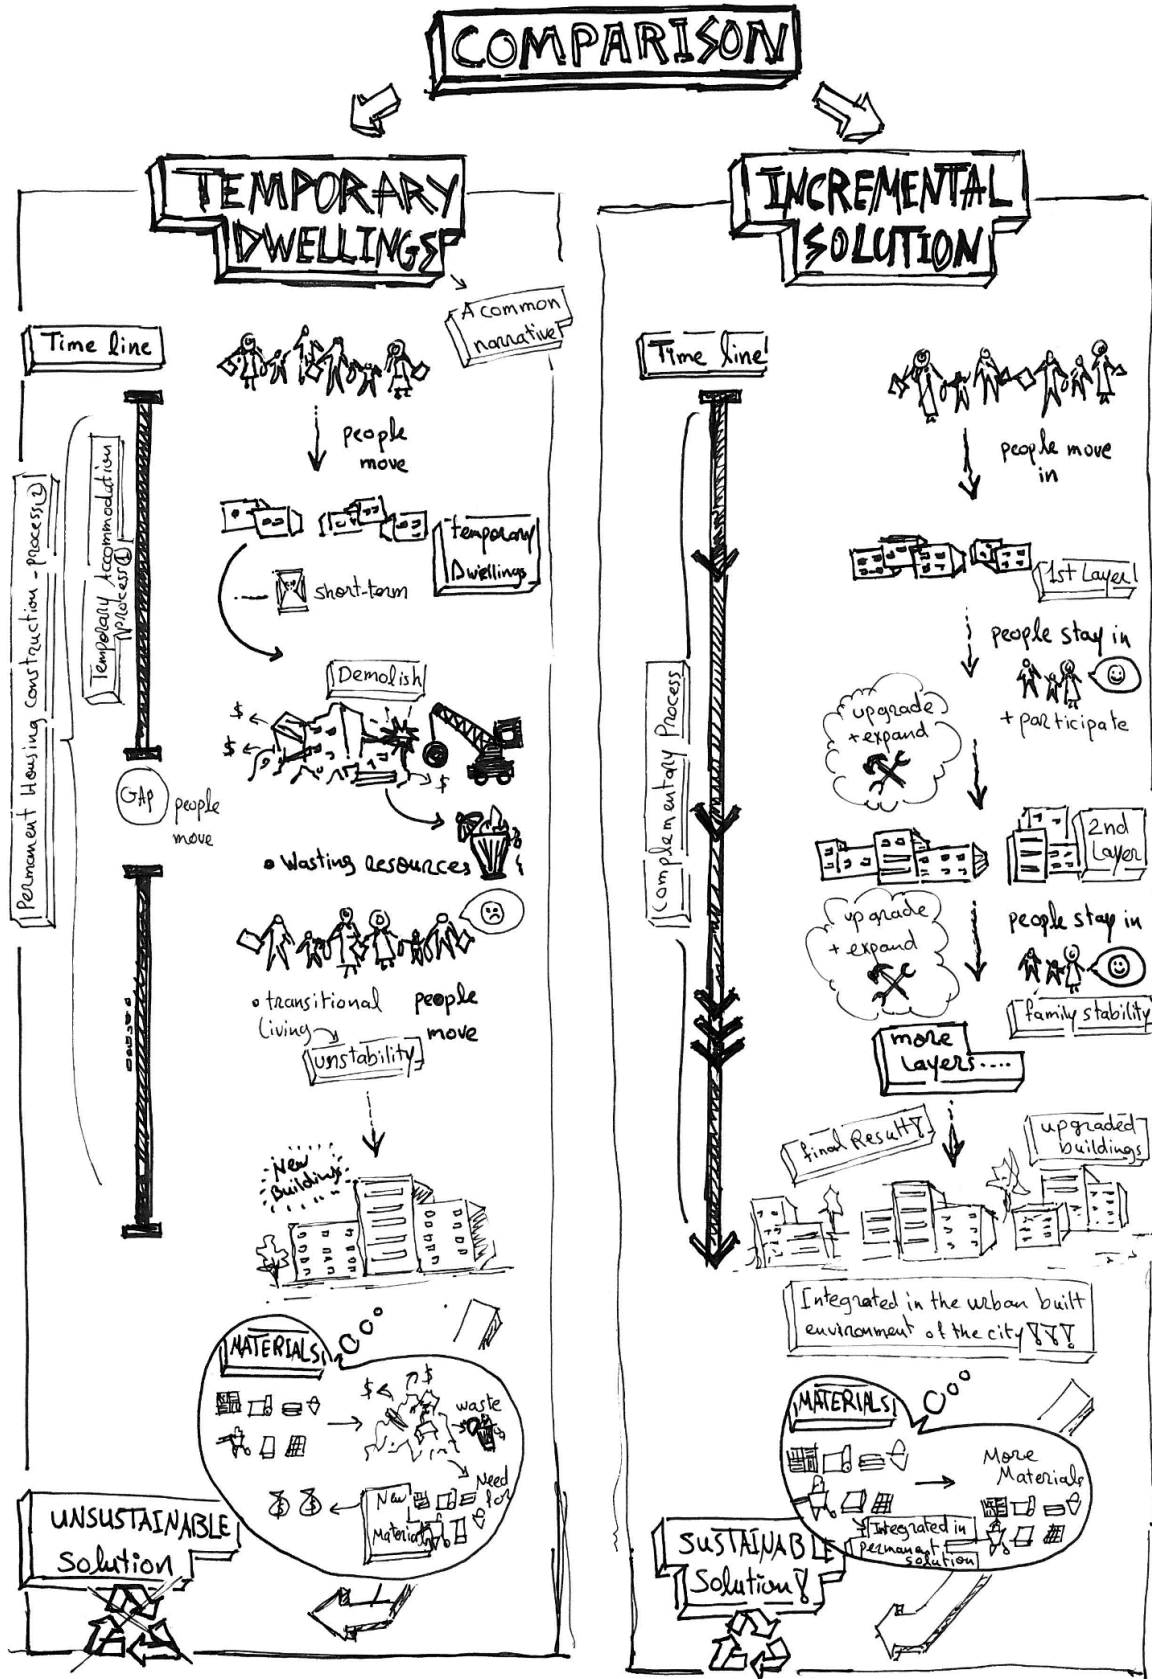 COMPARISON
TEMPORARY
DWELLINGS
A common
narrative
Time line
people
move
Permanent Housing construction - process ②
Temporary Accommodation
process ①
temporary
Dwellings
short-term
Demolish
$
$
$
GAP
people
move
• Wasting resources
• transitional
living
people
move
unstability
New
Buildings
MATERIALS
$
$
waste
Need
for
New
Materials
$
$
UNSUSTAINABLE
Solution
INCREMENTAL
SOLUTION
Time line
people move
in
1st Layer
people stay in
+ participate
upgrade
+ expand
Complementary Process
2nd
Layer
upgrade
+ expand
people stay in
family stability
more
Layers....
final Result!
upgraded
buildings
Integrated in the urban built
environment of the city!!!
MATERIALS
More
Materials
Integrated in
permanent
solution
SUSTAINABLE
Solution!